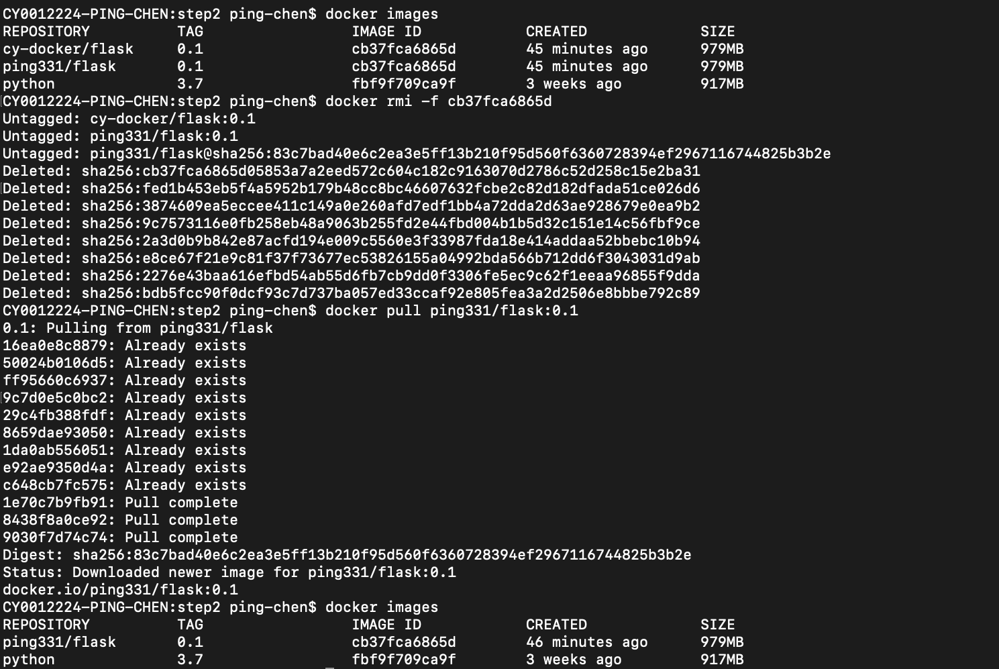 CY0012224-PING-CHEN:step2 ping-chen$ docker images
REPOSITORY          TAG                 IMAGE ID            CREATED             SIZE
cy-docker/flask     0.1                 cb37fca6865d        45 minutes ago      979MB
ping331/flask       0.1                 cb37fca6865d        45 minutes ago      979MB
python              3.7                 fbf9f709ca9f        3 weeks ago         917MB
CY0012224-PING-CHEN:step2 ping-chen$ docker rmi -f cb37fca6865d
Untagged: cy-docker/flask:0.1
Untagged: ping331/flask:0.1
Untagged: ping331/flask@sha256:83c7bad40e6c2ea3e5ff13b210f95d560f6360728394ef2967116744825b3b2e
Deleted: sha256:cb37fca6865d05853a7a2eed572c604c182c9163070d2786c52d258c15e2ba31
Deleted: sha256:fed1b453eb5f4a5952b179b48cc8bc46607632fcbe2c82d182dfada51ce026d6
Deleted: sha256:3874609ea5eccee411c149a0e260afd7edf1bb4a72dda2d63ae928679e0ea9b2
Deleted: sha256:9c7573116e0fb258eb48a9063b255fd2e44fbd004b1b5d32c151e14c56fbf9ce
Deleted: sha256:2a3d0b9b842e87acfd194e009c5560e3f33987fda18e414addaa52bbebc10b94
Deleted: sha256:e8ce67f21e9c81f37f73677ec53826155a04992bda566b712dd6f3043031d9ab
Deleted: sha256:2276e43baa616efbd54ab55d6fb7cb9dd0f3306fe5ec9c62f1eeaa96855f9dda
Deleted: sha256:bdb5fcc90f0dcf93c7d737ba057ed33ccaf92e805fea3a2d2506e8bbbe792c89
CY0012224-PING-CHEN:step2 ping-chen$ docker pull ping331/flask:0.1
0.1: Pulling from ping331/flask
16ea0e8c8879: Already exists
50024b0106d5: Already exists
ff95660c6937: Already exists
9c7d0e5c0bc2: Already exists
29c4fb388fdf: Already exists
8659dae93050: Already exists
1da0ab556051: Already exists
e92ae9350d4a: Already exists
c648cb7fc575: Already exists
1e70c7b9fb91: Pull complete
8438f8a0ce92: Pull complete
9030f7d74c74: Pull complete
Digest: sha256:83c7bad40e6c2ea3e5ff13b210f95d560f6360728394ef2967116744825b3b2e
Status: Downloaded newer image for ping331/flask:0.1
docker.io/ping331/flask:0.1
CY0012224-PING-CHEN:step2 ping-chen$ docker images
REPOSITORY          TAG                 IMAGE ID            CREATED             SIZE
ping331/flask       0.1                 cb37fca6865d        46 minutes ago      979MB
python              3.7                 fbf9f709ca9f        3 weeks ago         917MB